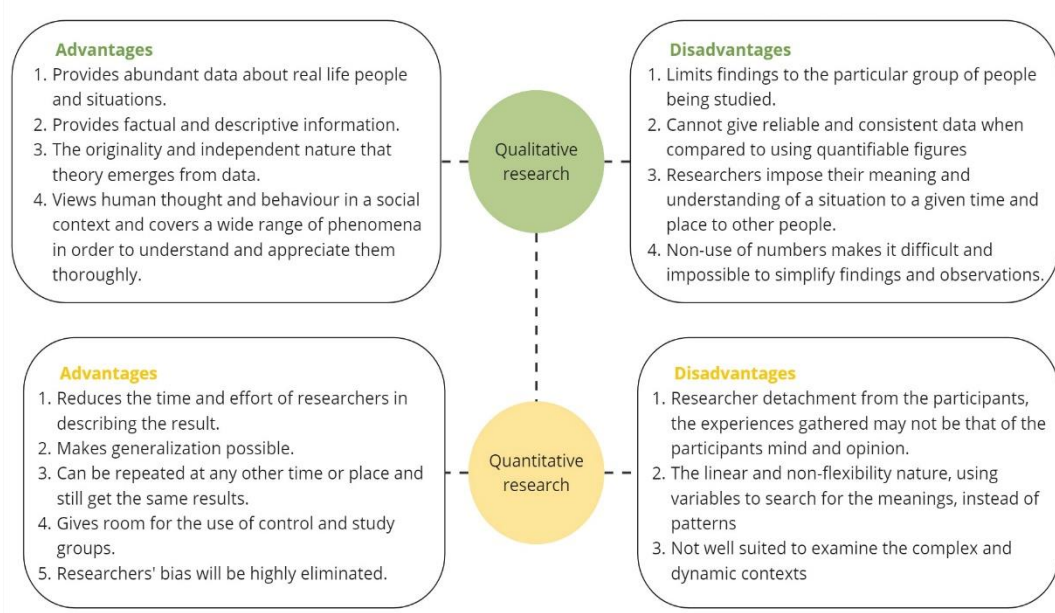 Advantages
1. Provides abundant data about real life people
and situations.
2. Provides factual and descriptive information.
3. The originality and independent nature that
theory emerges from data.
4. Views human thought and behaviour in a social
context and covers a wide range of phenomena
in order to understand and appreciate them
thoroughly.
Qualitative
research
Disadvantages
1. Limits findings to the particular group of people
being studied.
2. Cannot give reliable and consistent data when
compared to using quantifiable figures
3. Researchers impose their meaning and
understanding of a situation to a given time and
place to other people.
4. Non-use of numbers makes it difficult and
impossible to simplify findings and observations.
Advantages
1. Reduces the time and effort of researchers in
describing the result.
2. Makes generalization possible.
3. Can be repeated at any other time or place and
still get the same results.
4. Gives room for the use of control and study
groups.
5. Researchers' bias will be highly eliminated.
Quantitative
research
Disadvantages
1. Researcher detachment from the participants,
the experiences gathered may not be that of the
participants mind and opinion.
2. The linear and non-flexibility nature, using
variables to search for the meanings, instead of
patterns
3. Not well suited to examine the complex and
dynamic contexts